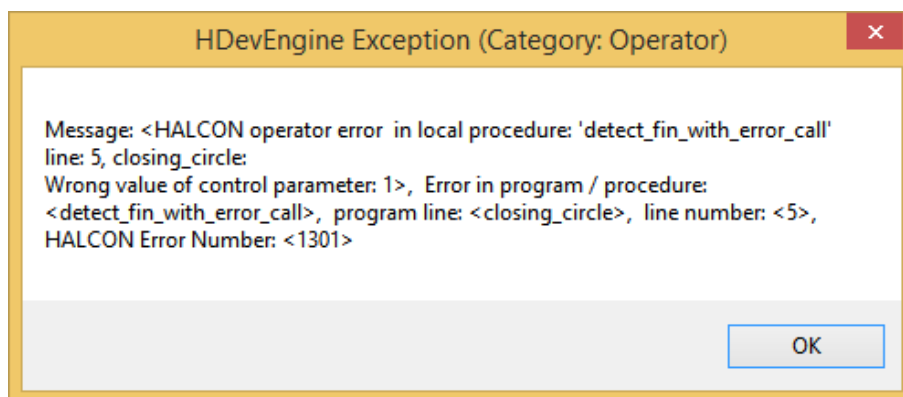 HDevEngine Exception (Category: Operator)
Message: <HALCON operator error  in local procedure: 'detect_fin_with_error_call'
line: 5, closing_circle:
Wrong value of control parameter: 1>,  Error in program / procedure:
<detect_fin_with_error_call>,  program line: <closing_circle>,  line number: <5>,
HALCON Error Number: <1301>
OK